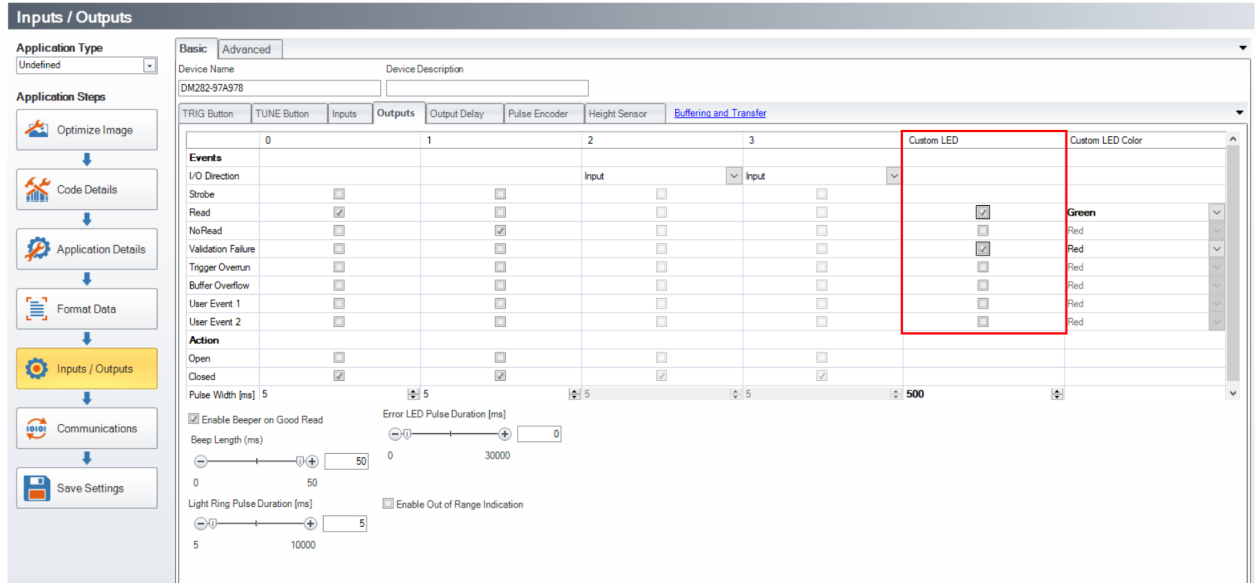 Inputs / Outputs
Application Type
Undefined
Application Steps
Optimize Image
Code Details
Application Details
Format Data
Inputs / Outputs
Communications
Save Settings
Basic Advanced
Device Name Device Description
DM282-97A978
TRIG Button TUNE Button Inputs Outputs Output Delay Pulse Encoder Height Sensor Buffering and Transfer
0 1 2 3 Custom LED Custom LED Color
Events
I/O Direction Input Input
Strobe
Read Green
NoRead Red
Validation Failure Red
Trigger Overrun Red
Buffer Overflow Red
User Event 1 Red
User Event 2 Red
Action
Open
Closed
Pulse Width [ms] 5 5 5 5 500
Enable Beeper on Good Read
Beep Length (ms)
50
0 50
Light Ring Pulse Duration [ms]
5
5 10000
Error LED Pulse Duration [ms]
0
0 30000
Enable Out of Range Indication